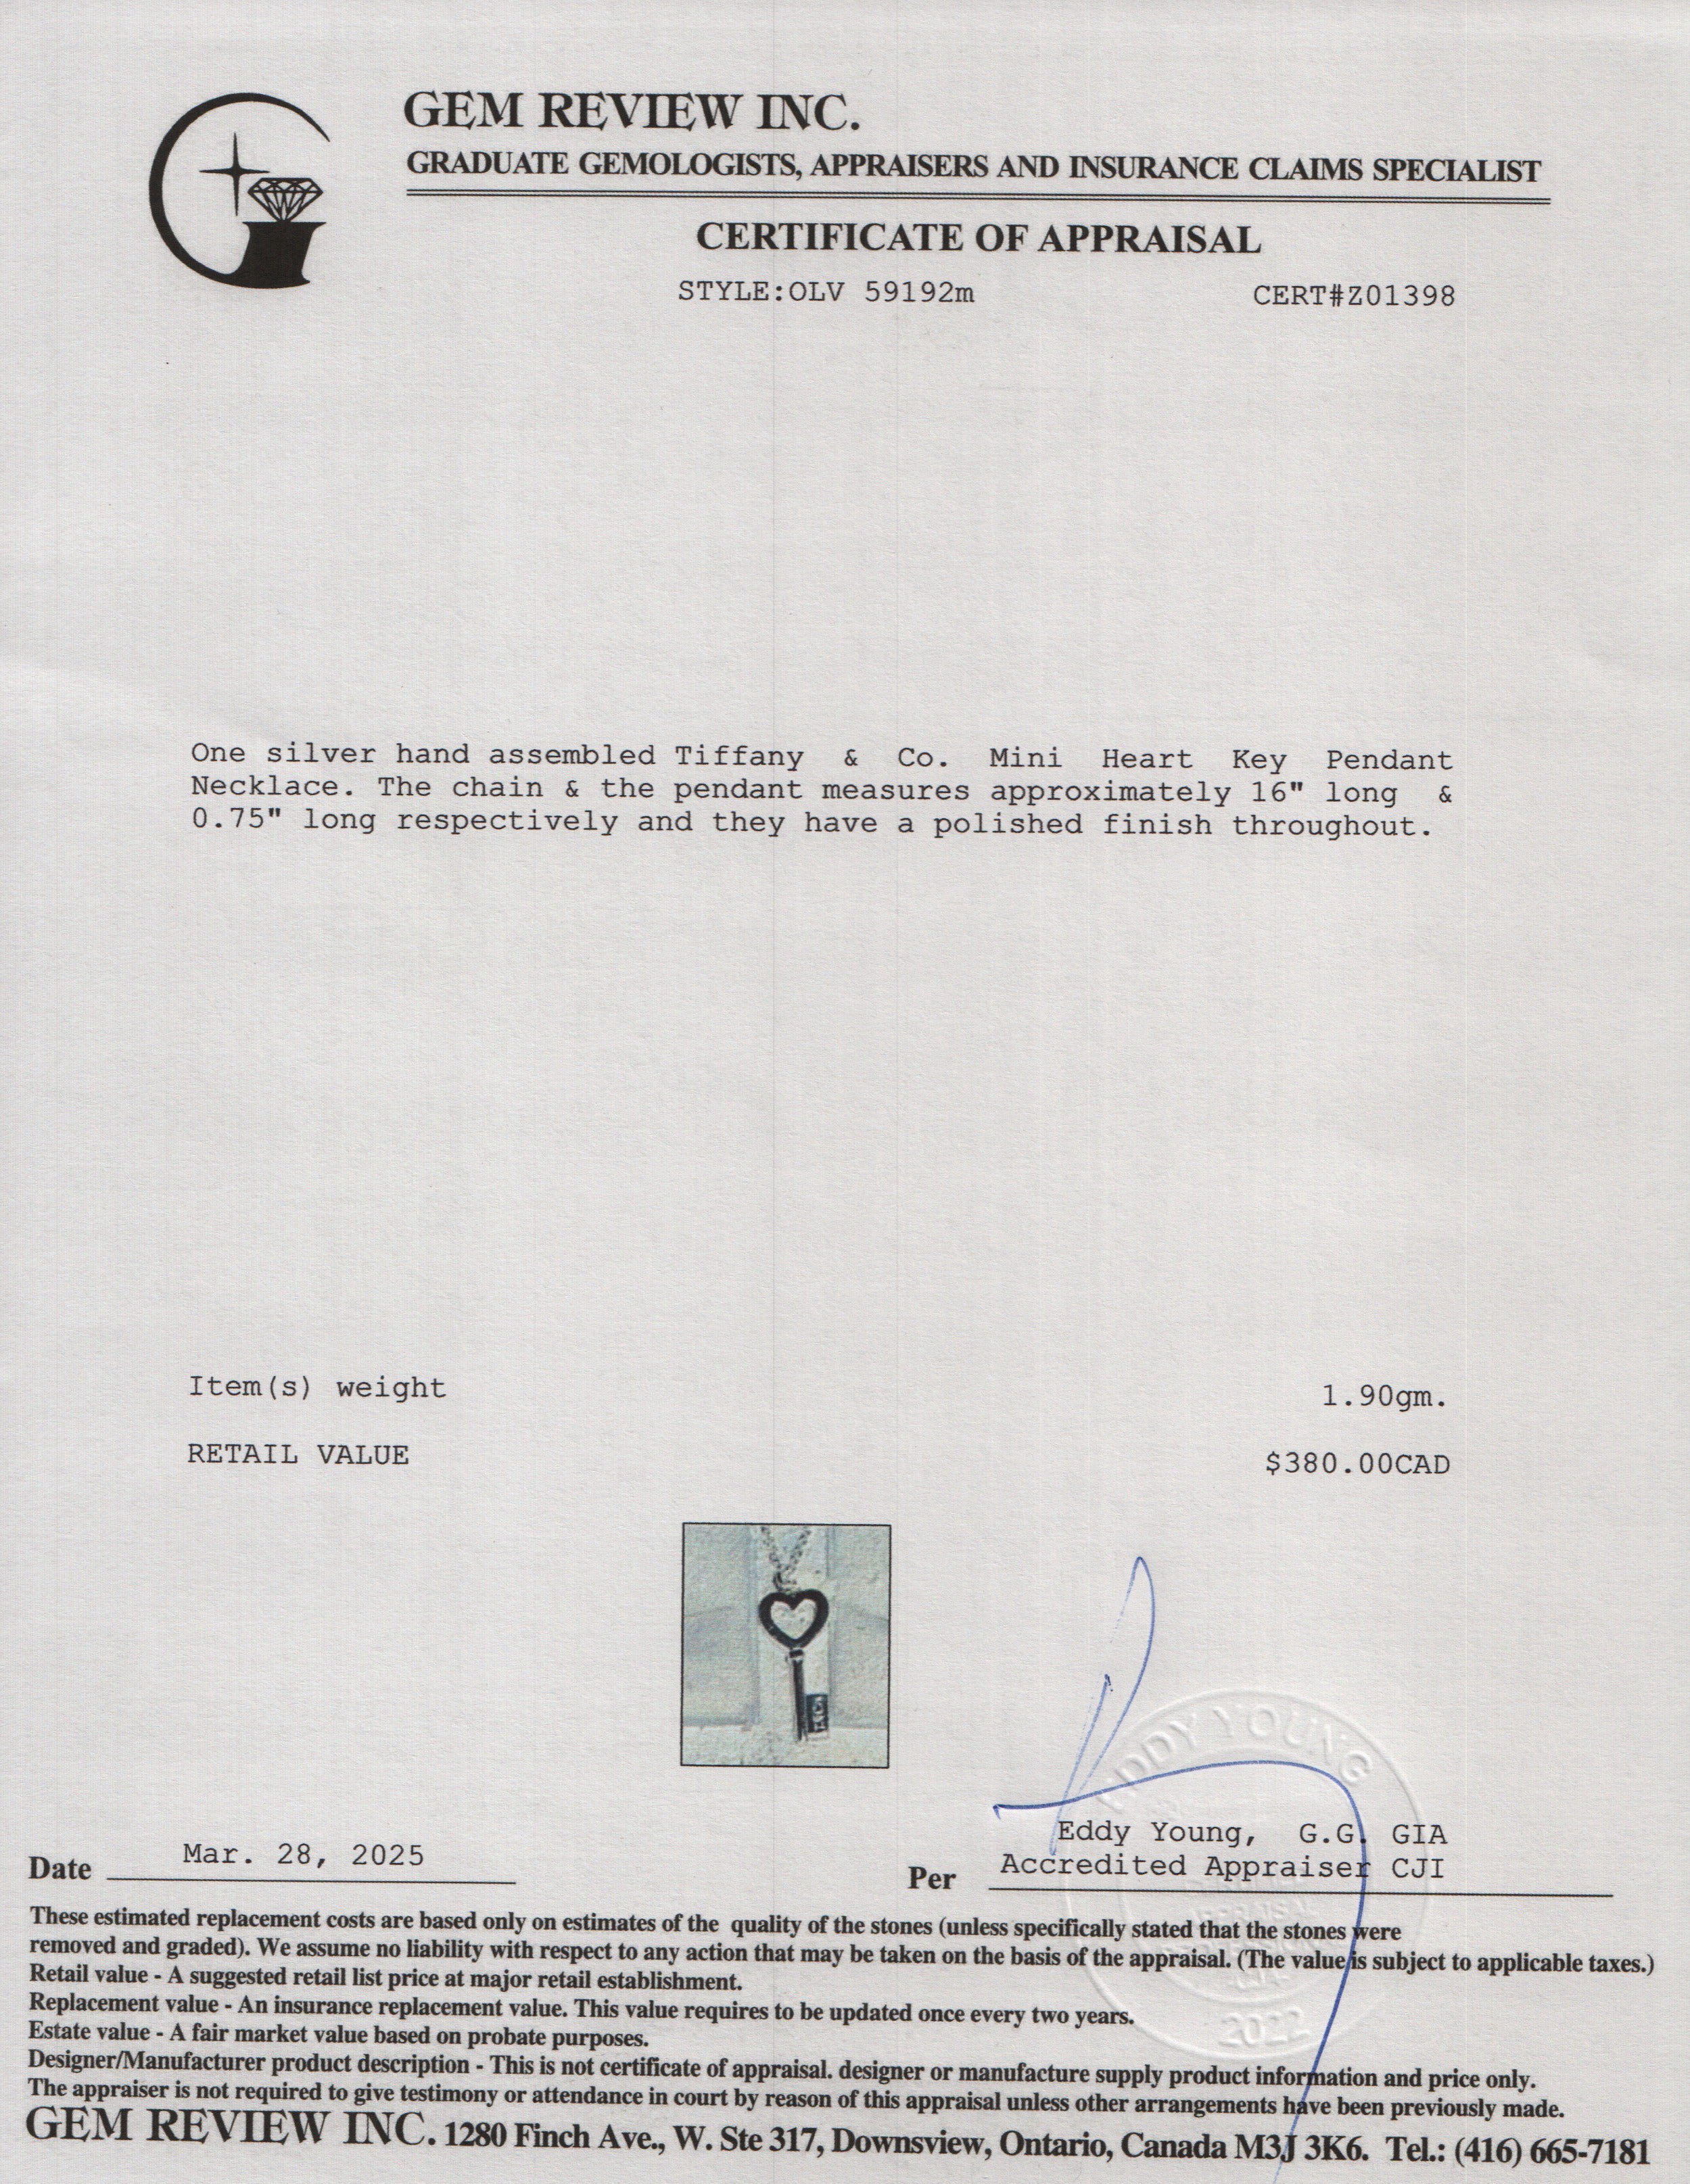 GEM REVIEW INC.
GRADUATE GEMOLOGISTS, APPRAISERS AND INSURANCE CLAIMS SPECIALIST
CERTIFICATE OF APPRAISAL
STYLE:OLV 59192m CERT#Z01398
One silver hand assembled Tiffany & Co. Mini Heart Key Pendant
Necklace. The chain & the pendant measures approximately 16" long &
0.75" long respectively and they have a polished finish throughout.
Item(s) weight 1.90gm.
RETAIL VALUE $380.00CAD
EDDY YOUNG
Eddy Young, G.G. GIA
Date Mar. 28, 2025 Per Accredited Appraiser CJI
APPRAISAL
2022
These estimated replacement costs are based only on estimates of the quality of the stones (unless specifically stated that the stones were
removed and graded). We assume no liability with respect to any action that may be taken on the basis of the appraisal. (The value is subject to applicable taxes.)
Retail value - A suggested retail list price at major retail establishment.
Replacement value - An insurance replacement value. This value requires to be updated once every two years.
Estate value - A fair market value based on probate purposes.
Designer/Manufacturer product description - This is not certificate of appraisal. designer or manufacture supply product information and price only.
The appraiser is not required to give testimony or attendance in court by reason of this appraisal unless other arrangements have been previously made.
GEM REVIEW INC. 1280 Finch Ave., W. Ste 317, Downsview, Ontario, Canada M3J 3K6. Tel.: (416) 665-7181